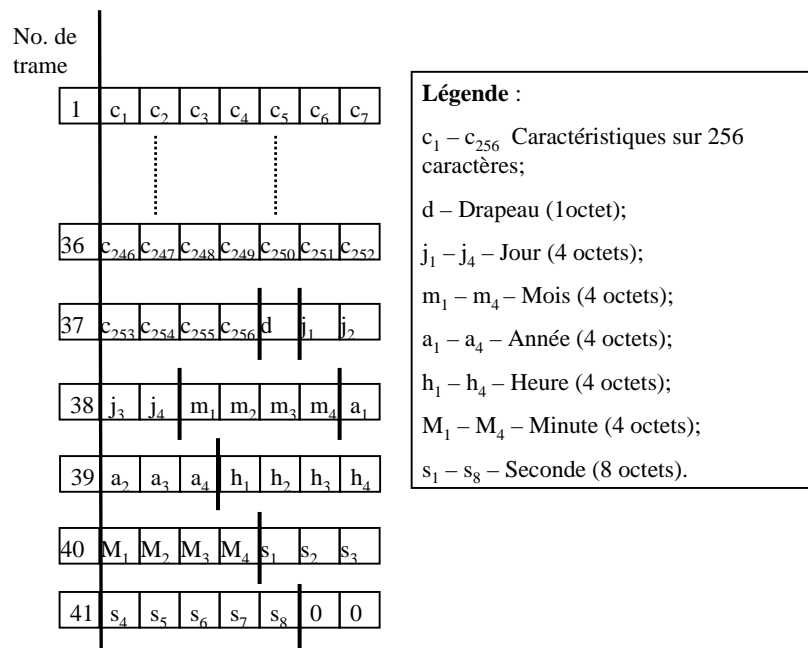 No. de
trame
1 c₁ c₂ c₃ c₄ c₅ c₆ c₇
36 c₂₄₆ c₂₄₇ c₂₄₈ c₂₄₉ c₂₅₀ c₂₅₁ c₂₅₂
37 c₂₅₃ c₂₅₄ c₂₅₅ c₂₅₆ d j₁ j₂
38 j₃ j₄ m₁ m₂ m₃ m₄ a₁
39 a₂ a₃ a₄ h₁ h₂ h₃ h₄
40 M₁ M₂ M₃ M₄ s₁ s₂ s₃
41 s₄ s₅ s₆ s₇ s₈ 0 0
Légende :
c₁ – c₂₅₆ Caractéristiques sur 256
caractères;
d – Drapeau (1octet);
j₁ – j₄ – Jour (4 octets);
m₁ – m₄ – Mois (4 octets);
a₁ – a₄ – Année (4 octets);
h₁ – h₄ – Heure (4 octets);
M₁ – M₄ – Minute (4 octets);
s₁ – s₈ – Seconde (8 octets).